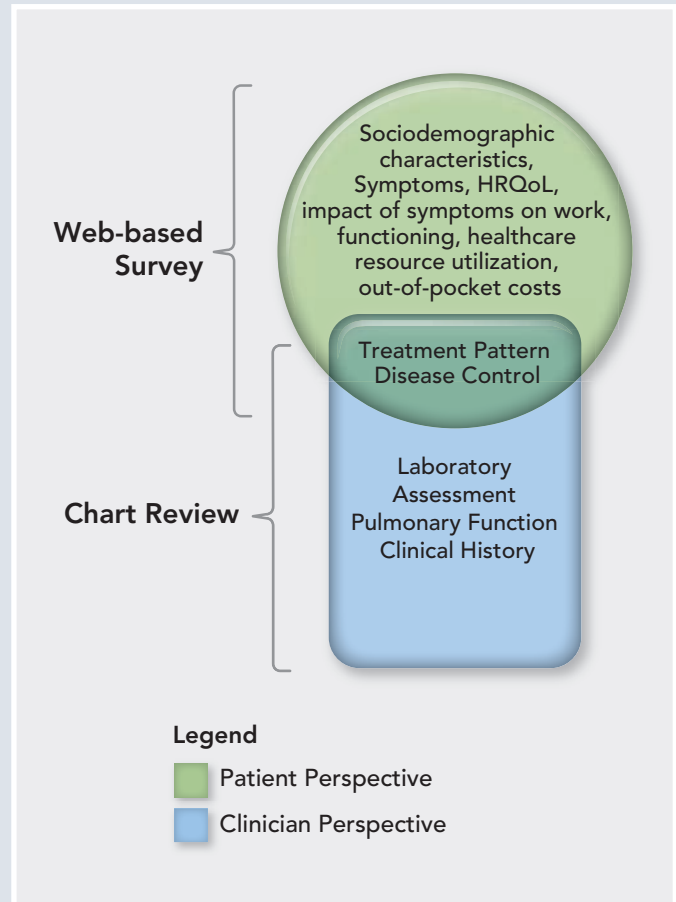 Sociodemographic
characteristics,
Symptoms, HRQoL,
impact of symptoms on work,
functioning, healthcare
resource utilization,
out-of-pocket costs
Web-based
Survey
Treatment Pattern
Disease Control
Chart Review
Laboratory
Assessment
Pulmonary Function
Clinical History
Legend
Patient Perspective
Clinician Perspective